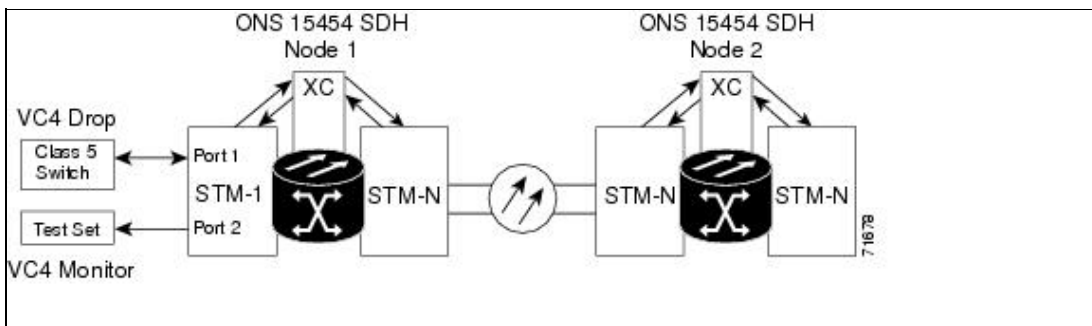 ONS 15454 SDH
Node 1
ONS 15454 SDH
Node 2
XC
XC
VC4 Drop
Class 5
Switch
Port 1
STM-1
STM-N
STM-N
STM-N
Test Set
Port 2
VC4 Monitor
71679